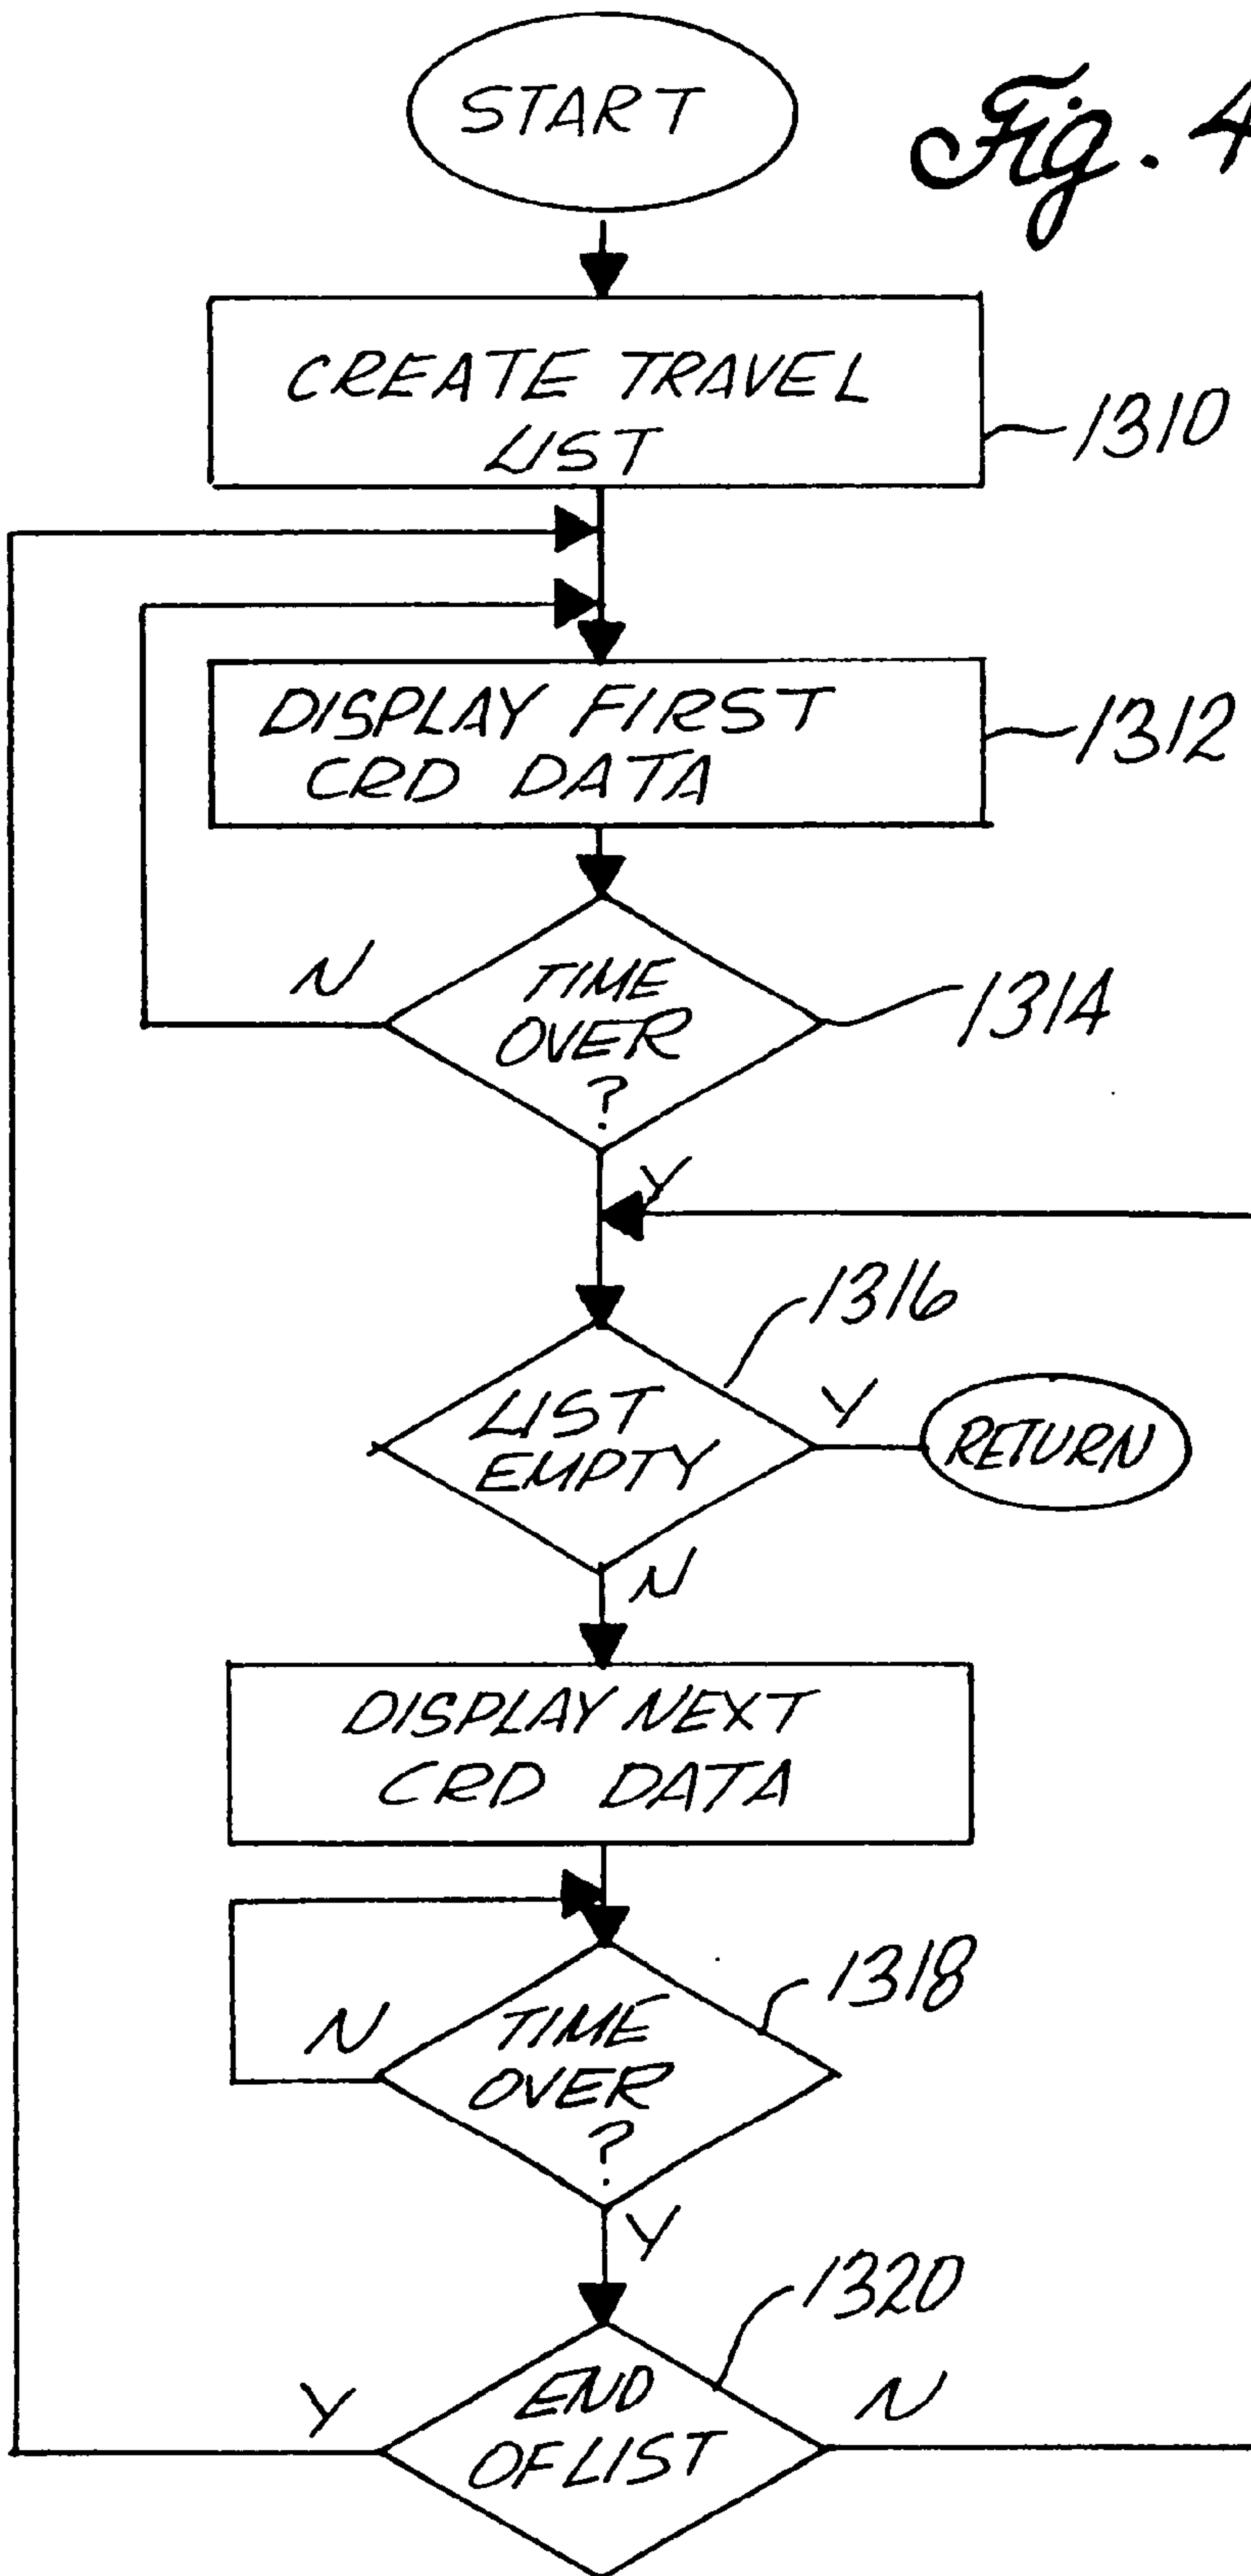 START
Fig. 4
CREATE TRAVEL
LIST
1310
DISPLAY FIRST
CRD DATA
1312
N
TIME
OVER
?
1314
Y
1316
LIST
EMPTY
Y
RETURN
N
DISPLAY NEXT
CRD DATA
1318
N
TIME
OVER
?
Y
1320
Y
END
OF LIST
N